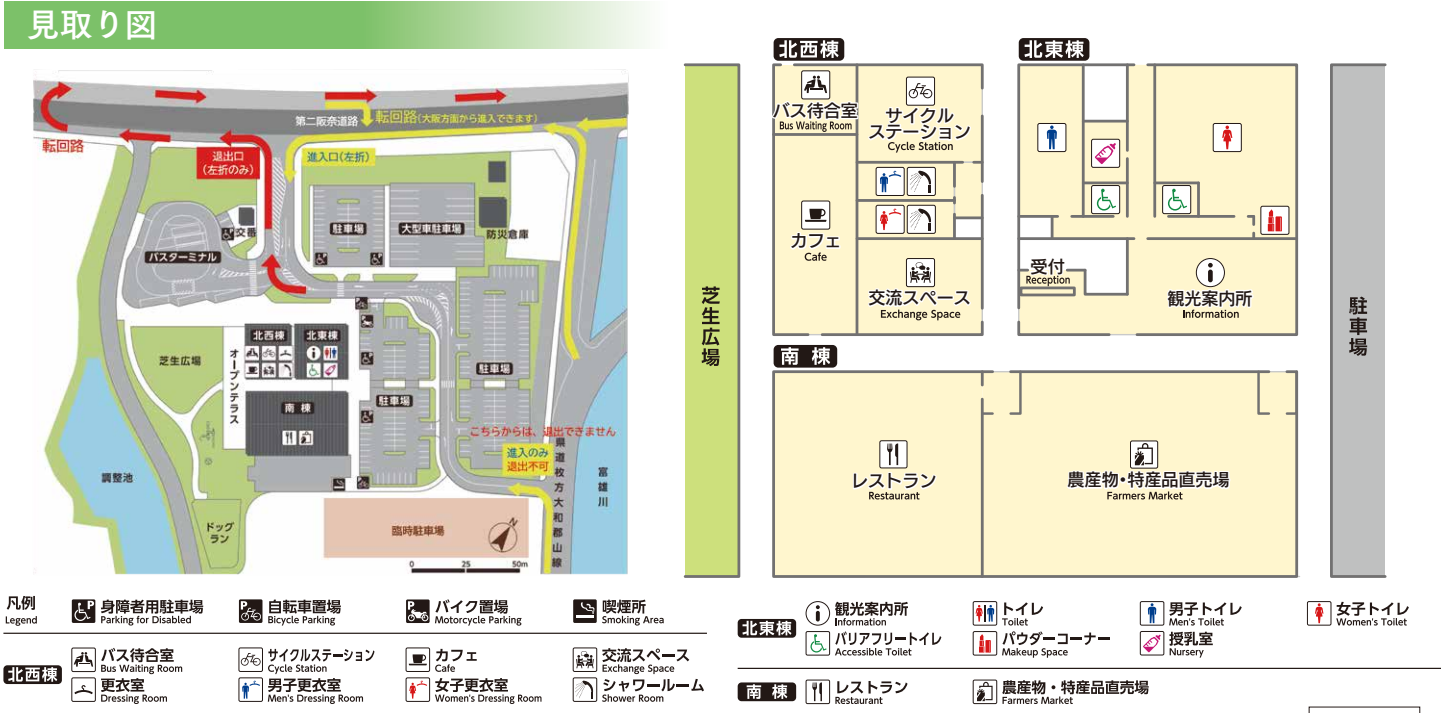 見取り図
第二阪奈道路
転回路(大阪方面から進入できます)
転回路
退出口
(左折のみ)
進入口(左折)
交番
バスターミナル
駐車場
大型車駐車場
防災倉庫
芝生広場
オープンテラス
北西棟
北東棟
南棟
駐車場
駐車場
こちらからは、退出できません
進入のみ
退出不可
県道枚方大和郡山線
富雄川
調整池
ドッグ
ラン
臨時駐車場
N
0 25 50m
芝生広場
北西棟
バス待合室
Bus Waiting Room
サイクル
ステーション
Cycle Station
カフェ
Cafe
交流スペース
Exchange Space
北東棟
受付
Reception
観光案内所
Information
南棟
レストラン
Restaurant
農産物・特産品直売場
Farmers Market
駐車場
凡例
Legend
P
身障者用駐車場
Parking for Disabled
P
自転車置場
Bicycle Parking
P
バイク置場
Motorcycle Parking
喫煙所
Smoking Area
北西棟
バス待合室
Bus Waiting Room
サイクルステーション
Cycle Station
カフェ
Cafe
交流スペース
Exchange Space
更衣室
Dressing Room
男子更衣室
Men's Dressing Room
女子更衣室
Women's Dressing Room
シャワールーム
Shower Room
北東棟
観光案内所
Information
トイレ
Toilet
男子トイレ
Men's Toilet
女子トイレ
Women's Toilet
バリアフリートイレ
Accessible Toilet
パウダーコーナー
Makeup Space
授乳室
Nursery
南棟
レストラン
Restaurant
農産物・特産品直売場
Farmers Market